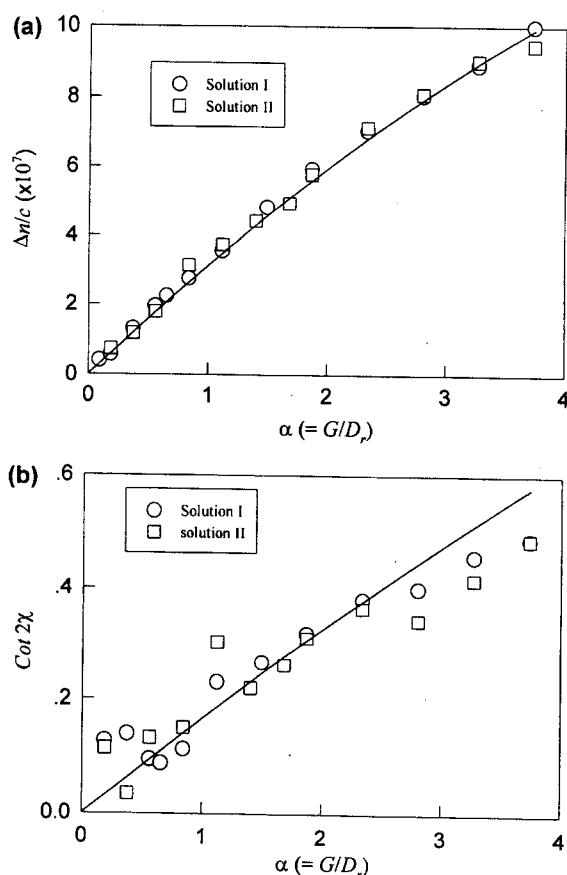 (a)
10
8
6
4
2
0
Δn/c (x10⁷)
Solution I
Solution II
0 1 2 3 4
α (= G/Dᵣ)
(b)
.6
.4
.2
0.0
Cot 2χ
Solution I
solution II
0 1 2 3 4
α (= G/Dᵣ)